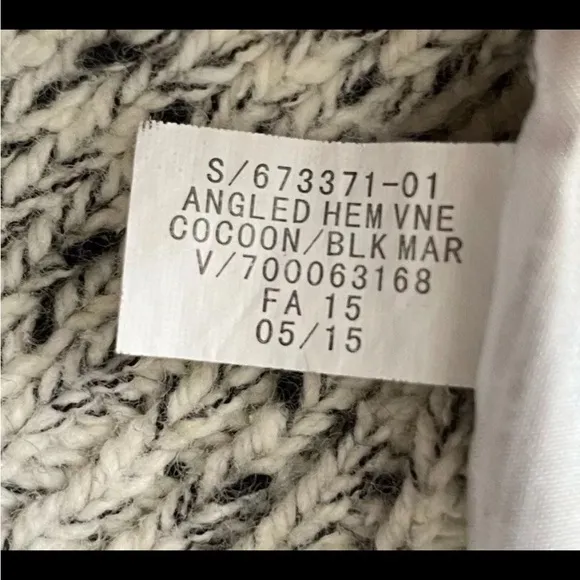 S/673371-01
ANGLED HEM VNE
COCOON/BLK MAR
V/700063168
FA 15
05/15